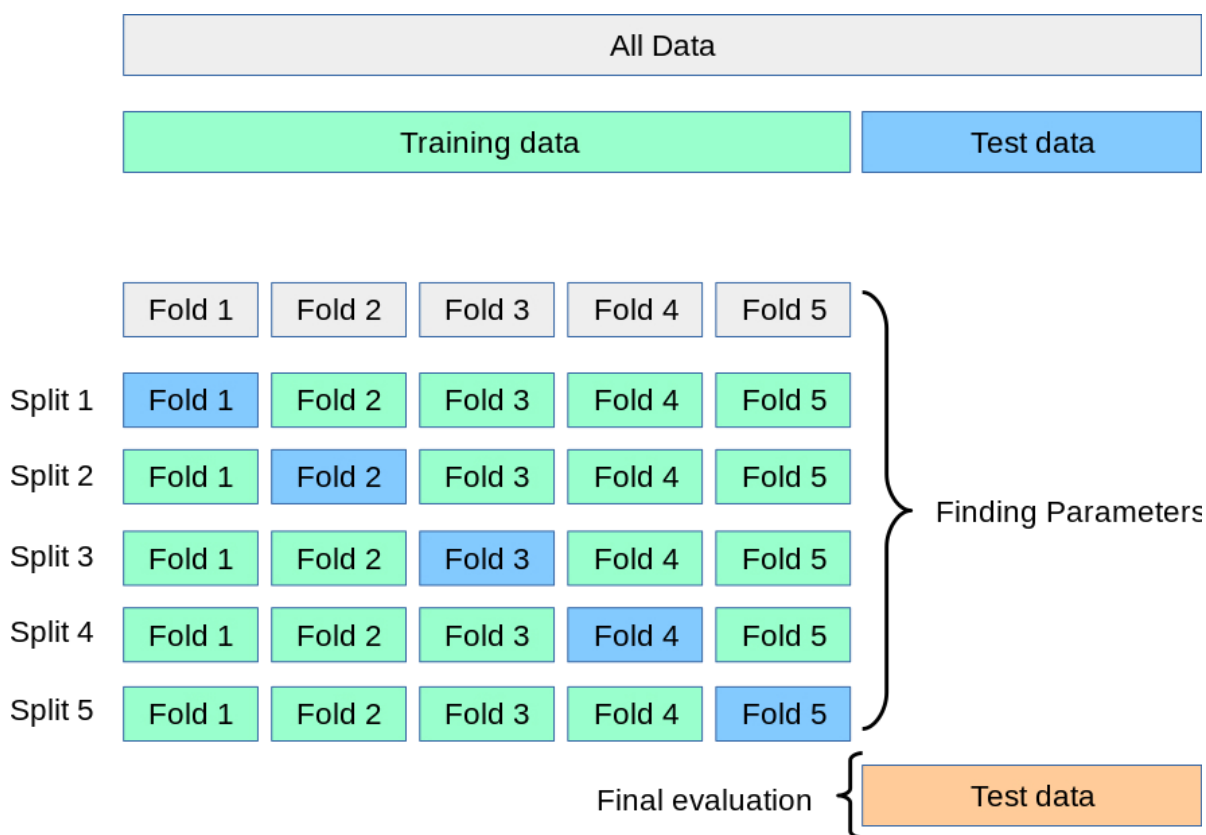 All Data
Training data Test data
Fold 1 Fold 2 Fold 3 Fold 4 Fold 5
Split 1 Fold 1 Fold 2 Fold 3 Fold 4 Fold 5
Split 2 Fold 1 Fold 2 Fold 3 Fold 4 Fold 5
Finding Parameters
Split 3 Fold 1 Fold 2 Fold 3 Fold 4 Fold 5
Split 4 Fold 1 Fold 2 Fold 3 Fold 4 Fold 5
Split 5 Fold 1 Fold 2 Fold 3 Fold 4 Fold 5
Final evaluation Test data